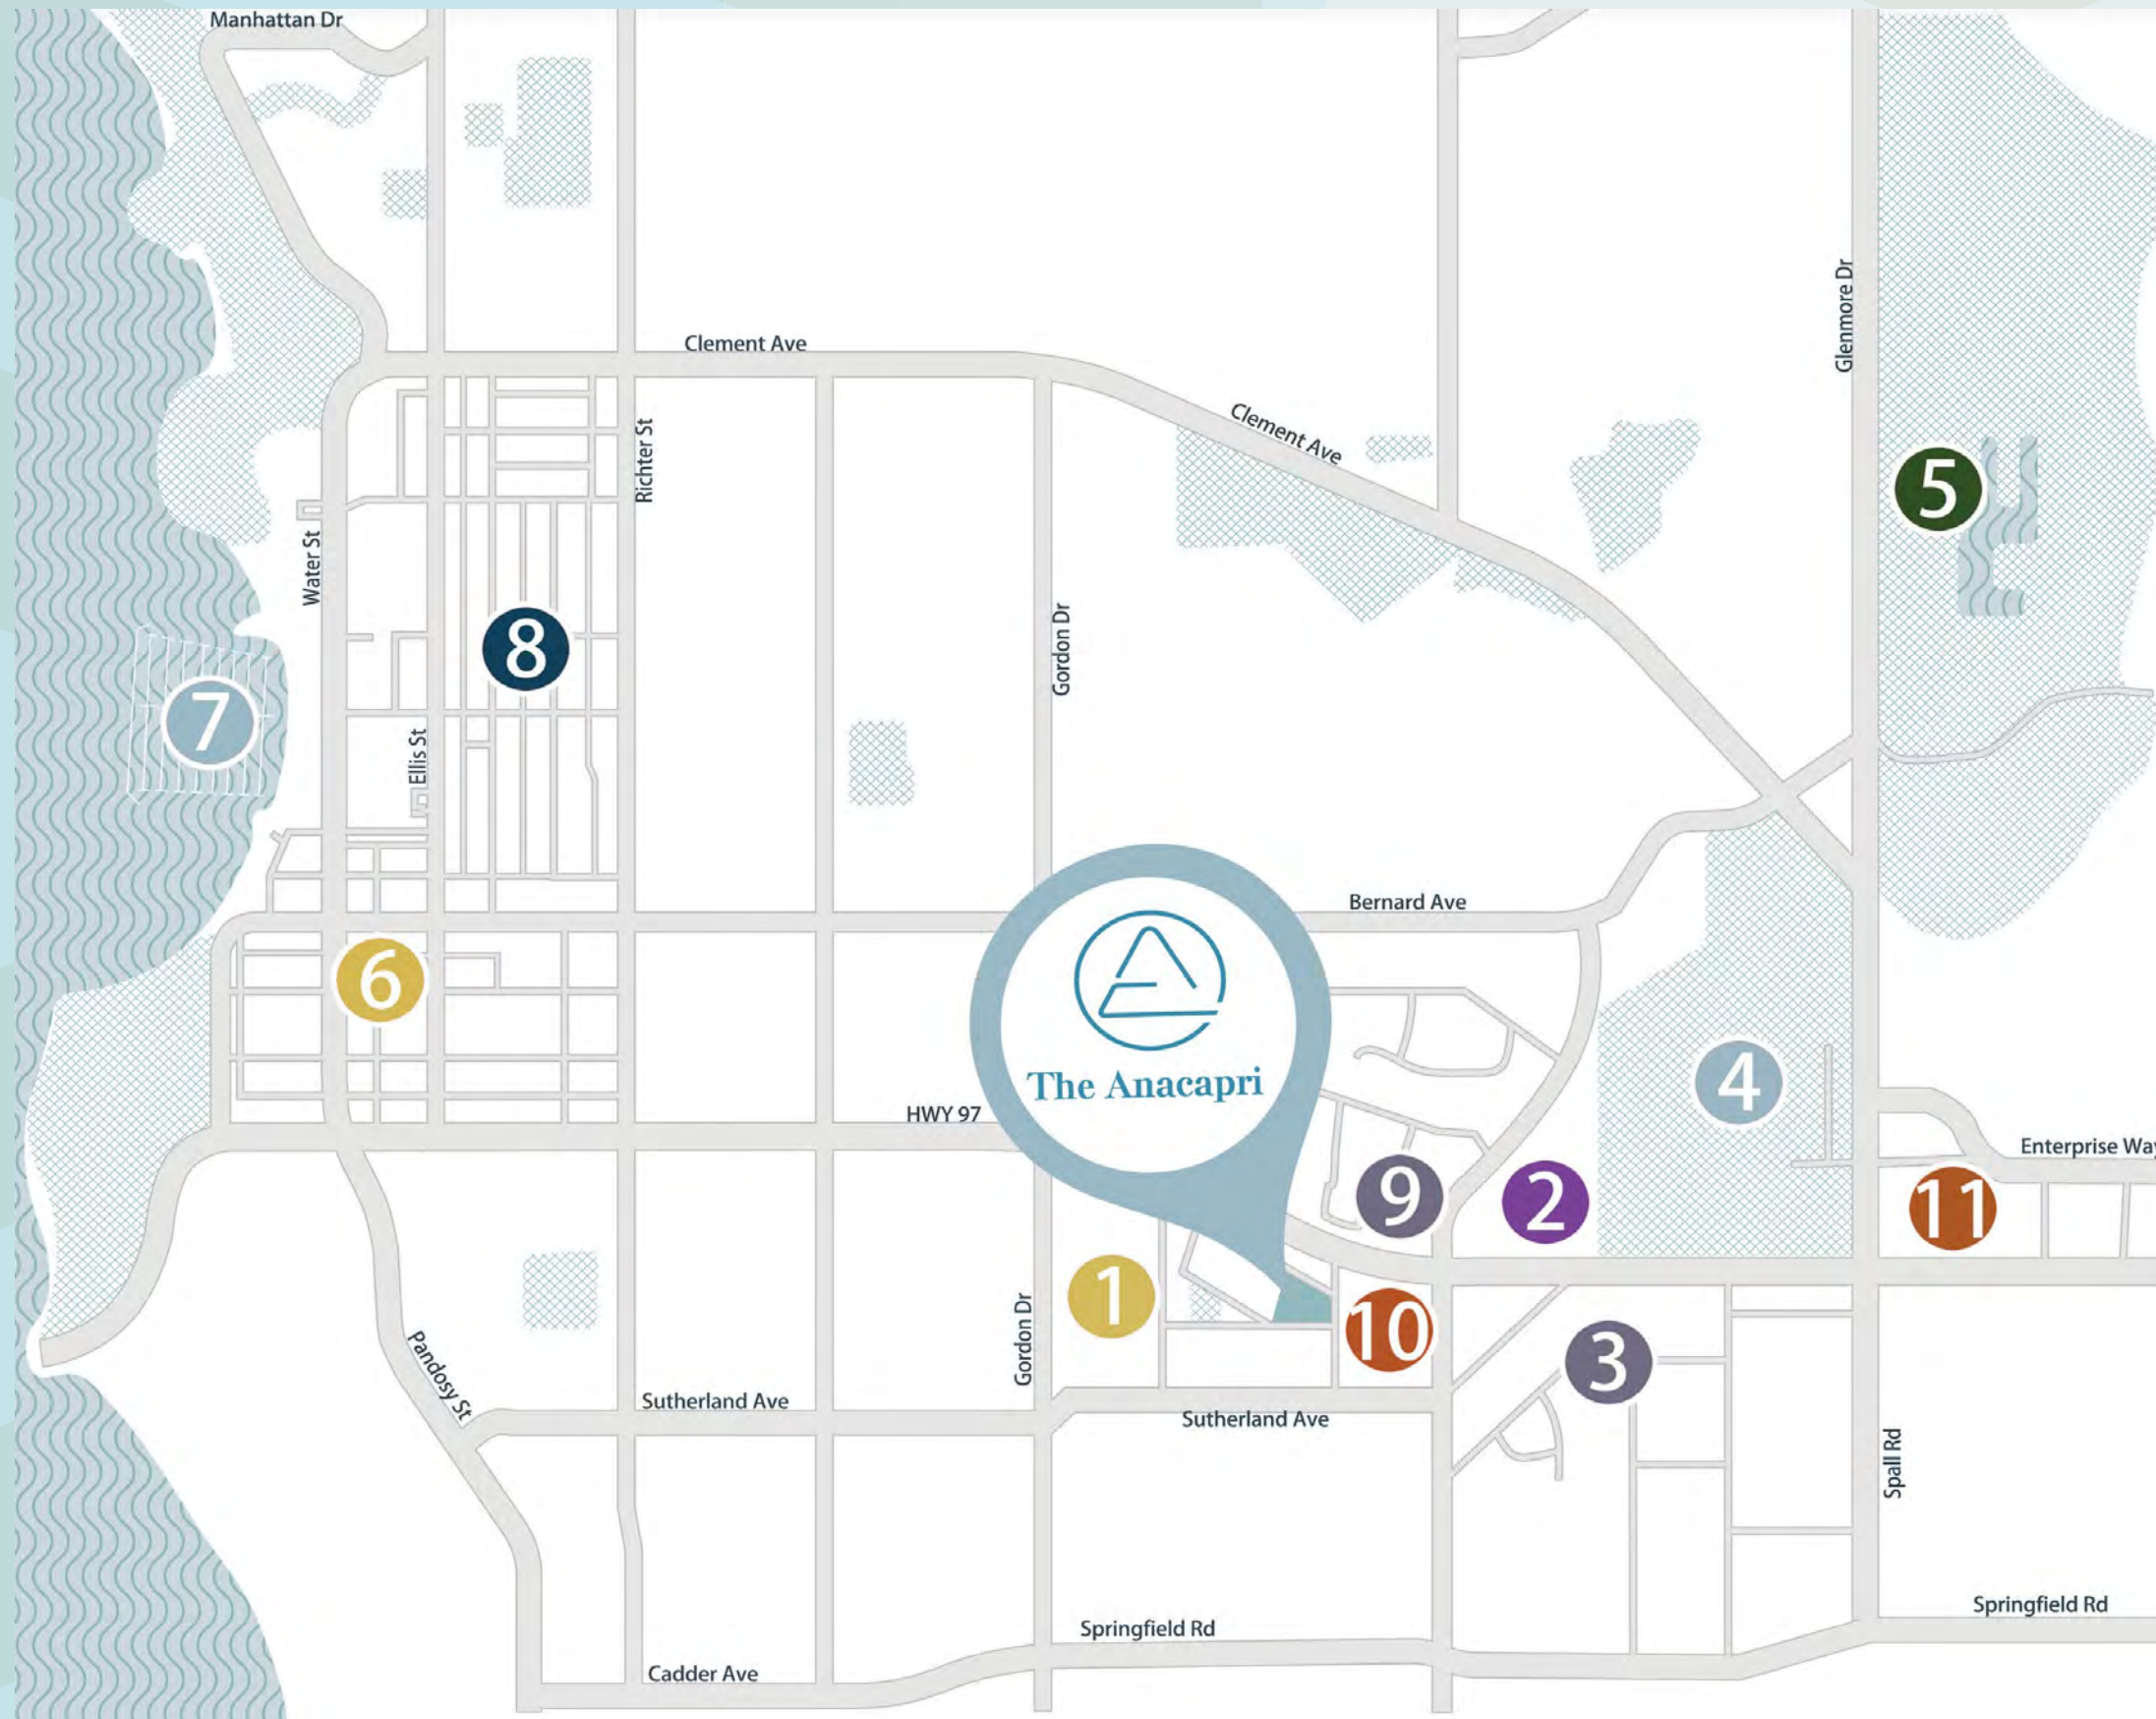 Manhattan Dr
Clement Ave
Glenmore Dr
Clement Ave
Richter St
5
Water St
8
Gordon Dr
7
Ellis St
Bernard Ave
6
The Anacapri
4
HWY 97
Enterprise Way
9
2
11
1
10
Gordon Dr
3
Pandosy St
Sutherland Ave
Sutherland Ave
Spall Rd
Springfield Rd
Springfield Rd
Cadder Ave